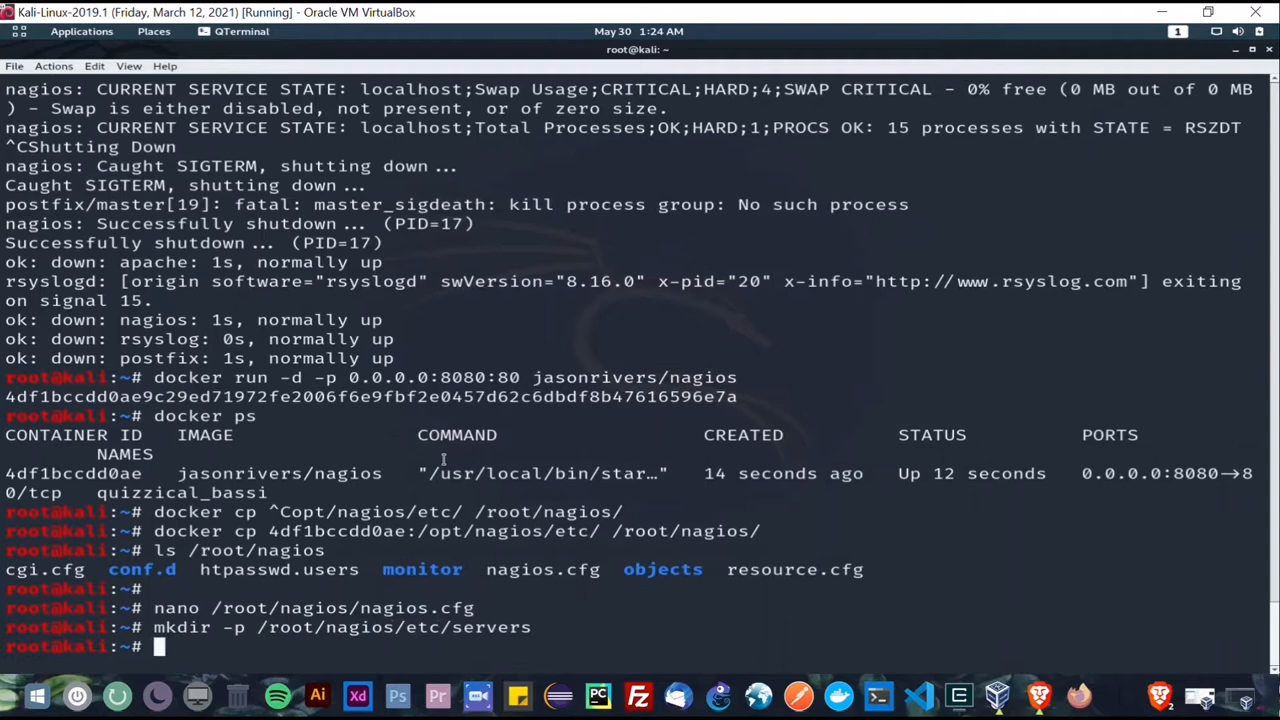 Kali-Linux-2019.1 (Friday, March 12, 2021) [Running] - Oracle VM VirtualBox
Applications Places QTerminal May 30 1:24 AM 1
root@kali: ~
File Actions Edit View Help
nagios: CURRENT SERVICE STATE: localhost;Swap Usage;CRITICAL;HARD;4;SWAP CRITICAL - 0% free (0 MB out of 0 MB
) - Swap is either disabled, not present, or of zero size.
nagios: CURRENT SERVICE STATE: localhost;Total Processes;OK;HARD;1;PROCS OK: 15 processes with STATE = RSZDT
^CShutting Down
nagios: Caught SIGTERM, shutting down...
Caught SIGTERM, shutting down...
postfix/master[19]: fatal: master_sigdeath: kill process group: No such process
nagios: Successfully shutdown... (PID=17)
Successfully shutdown... (PID=17)
ok: down: apache: 1s, normally up
rsyslogd: [origin software="rsyslogd" swVersion="8.16.0" x-pid="20" x-info="http://www.rsyslog.com"] exiting
on signal 15.
ok: down: nagios: 1s, normally up
ok: down: rsyslog: 0s, normally up
ok: down: postfix: 1s, normally up
root@kali:~# docker run -d -p 0.0.0.0:8080:80 jasonrivers/nagios
4df1bccdd0ae9c29ed71972fe2006f6e9fbf2e0457d62c6dbdf8b47616596e7a
root@kali:~# docker ps
CONTAINER ID IMAGE COMMAND CREATED STATUS PORTS
NAMES
4df1bccdd0ae jasonrivers/nagios "/usr/local/bin/star…" 14 seconds ago Up 12 seconds 0.0.0.0:8080->8
0/tcp quizzical_bassi
root@kali:~# docker cp ^Copt/nagios/etc/ /root/nagios/
root@kali:~# docker cp 4df1bccdd0ae:/opt/nagios/etc/ /root/nagios/
root@kali:~# ls /root/nagios
cgi.cfg conf.d htpasswd.users monitor nagios.cfg objects resource.cfg
root@kali:~#
root@kali:~# nano /root/nagios/nagios.cfg
root@kali:~# mkdir -p /root/nagios/etc/servers
root@kali:~#
Ai Xd Ps Pr PC Fz